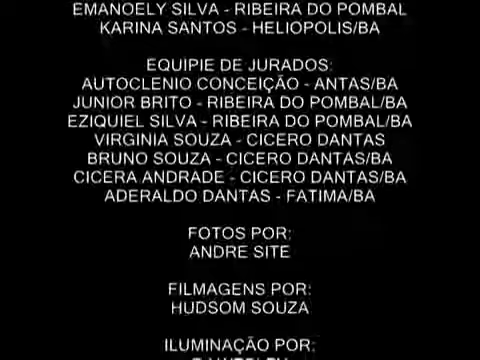 EMANOELY SILVA - RIBEIRA DO POMBAL
KARINA SANTOS - HELIOPOLIS/BA
EQUIPIE DE JURADOS:
AUTOCLENIO CONCEIÇÃO - ANTAS/BA
JUNIOR BRITO - RIBEIRA DO POMBAL/BA
EZIQUIEL SILVA - RIBEIRA DO POMBAL/BA
VIRGINIA SOUZA - CICERO DANTAS
BRUNO SOUZA - CICERO DANTAS/BA
CICERA ANDRADE - CICERO DANTAS/BA
ADERALDO DANTAS - FATIMA/BA
FOTOS POR:
ANDRE SITE
FILMAGENS POR:
HUDSOM SOUZA
ILUMINAÇÃO POR: